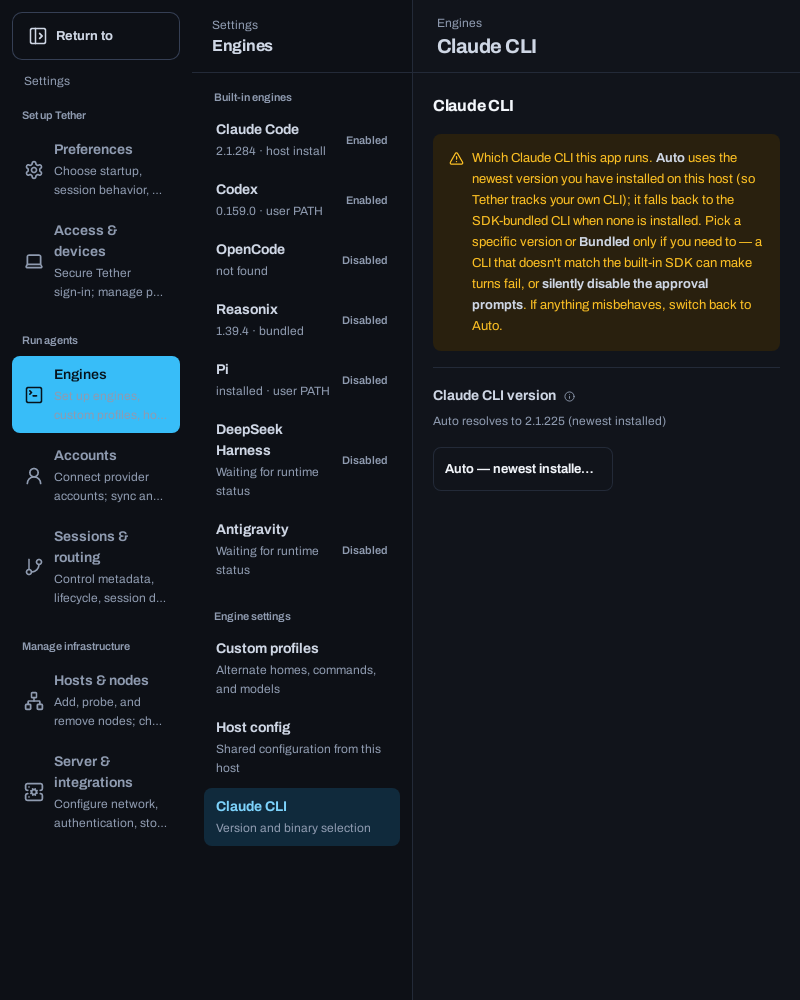 Return to
Settings
Set up Tether
Preferences
Choose startup,
session behavior, ...
Access &
devices
Secure Tether
sign-in; manage p...
Run agents
Engines
Accounts
Connect provider
accounts; sync an...
Sessions &
routing
Control metadata,
lifecycle, session d...
Manage infrastructure
Hosts & nodes
Add, probe, and
remove nodes; ch...
Server &
integrations
Configure network,
authentication, sto...
Settings
Engines
Built-in engines
Claude Code
2.1.284 · host install
Enabled
Codex
0.159.0 · user PATH
Enabled
OpenCode
not found
Disabled
Reasonix
1.39.4 · bundled
Disabled
Pi
installed · user PATH
Disabled
DeepSeek
Harness
Waiting for runtime
status
Disabled
Antigravity
Waiting for runtime
status
Disabled
Engine settings
Custom profiles
Alternate homes, commands,
and models
Host config
Shared configuration from this
host
Claude CLI
Version and binary selection
Engines
Claude CLI
Claude CLI
Which Claude CLI this app runs. Auto uses the
newest version you have installed on this host (so
Tether tracks your own CLI); it falls back to the
SDK-bundled CLI when none is installed. Pick a
specific version or Bundled only if you need to — a
CLI that doesn't match the built-in SDK can make
turns fail, or silently disable the approval
prompts. If anything misbehaves, switch back to
Auto.
Claude CLI version
Auto resolves to 2.1.225 (newest installed)
Auto — newest installe...